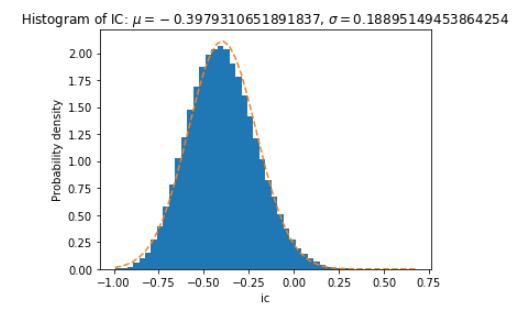 Histogram of IC: μ = − 0.3979310651891837, σ = 0.18895149453864254
Probability density
2.00
1.75
1.50
1.25
1.00
0.75
0.50
0.25
0.00
−1.00 −0.75 −0.50 −0.25 0.00 0.25 0.50 0.75
ic